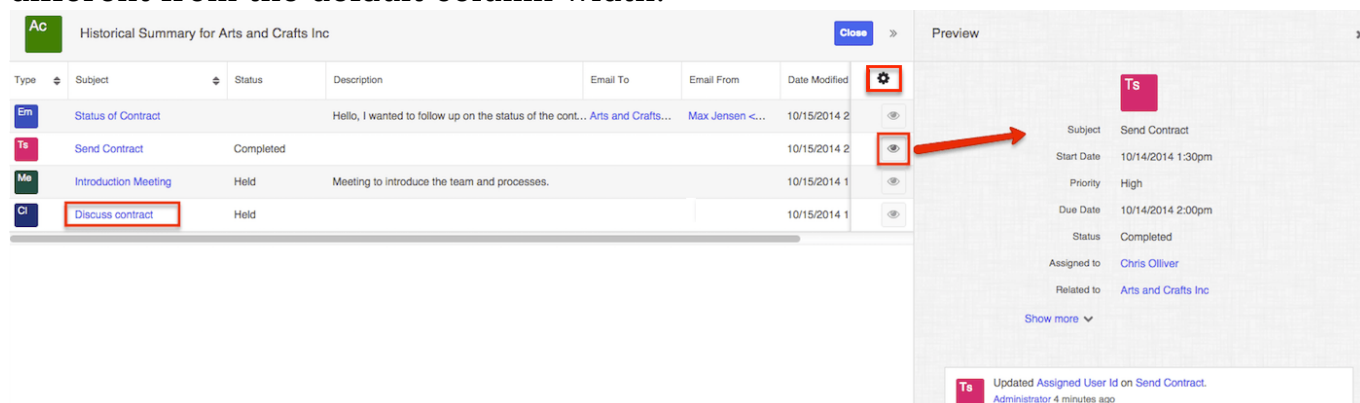 different from the default column width.
Ac Historical Summary for Arts and Crafts Inc Close » Preview
Type Subject Status Description Email To Email From Date Modified
Em Status of Contract Hello, I wanted to follow up on the status of the cont... Arts and Crafts... Max Jensen <... 10/15/2014 2
Ts Send Contract Completed 10/15/2014 2
Me Introduction Meeting Held Meeting to introduce the team and processes. 10/15/2014 1
Cl Discuss contract Held 10/15/2014 1
Ts
Subject Send Contract
Start Date 10/14/2014 1:30pm
Priority High
Due Date 10/14/2014 2:00pm
Status Completed
Assigned to Chris Olliver
Related to Arts and Crafts Inc
Show more
Ts Updated Assigned User Id on Send Contract.
Administrator 4 minutes ago